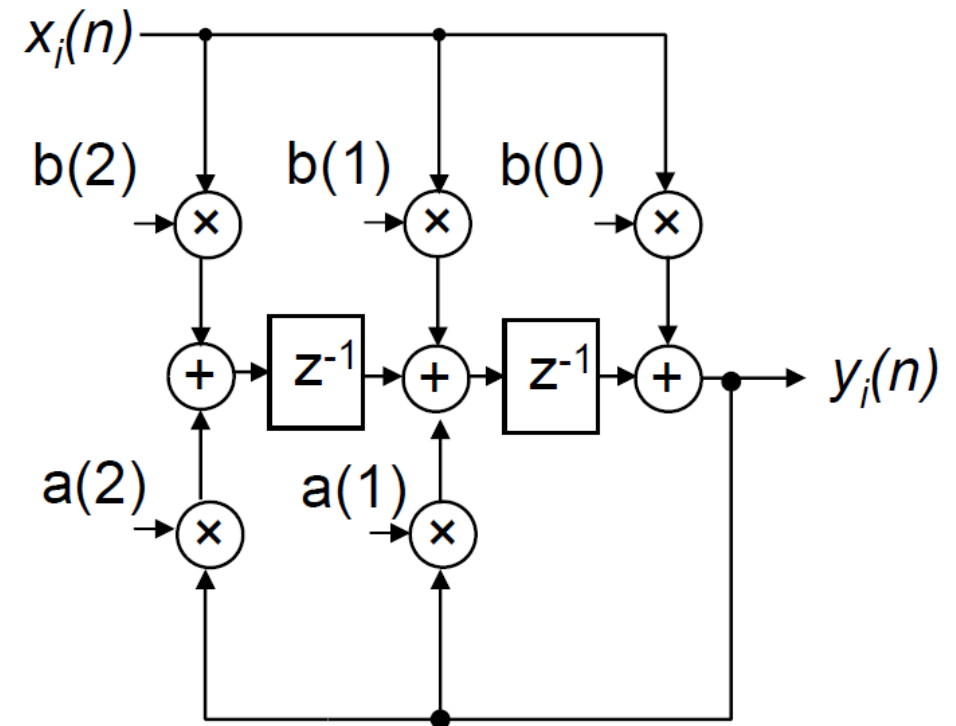 xᵢ(n)
b(2) b(1) b(0)
× × ×
+ z⁻¹ + z⁻¹ + yᵢ(n)
a(2) a(1)
× ×